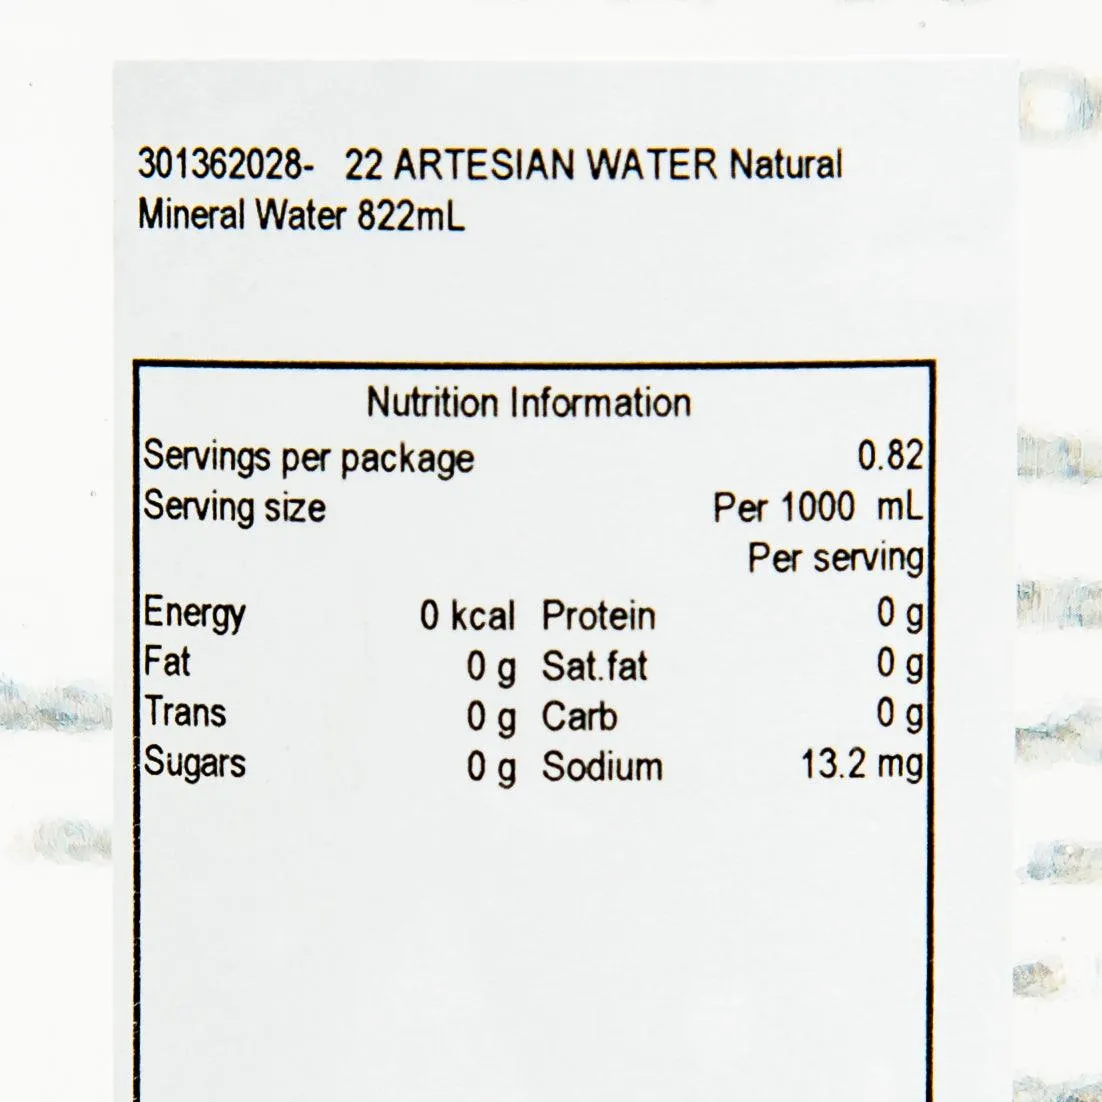 301362028- 22 ARTESIAN WATER Natural
Mineral Water 822mL
Nutrition Information
Servings per package 0.82
Serving size Per 1000 mL
Per serving
Energy 0 kcal Protein 0 g
Fat 0 g Sat.fat 0 g
Trans 0 g Carb 0 g
Sugars 0 g Sodium 13.2 mg